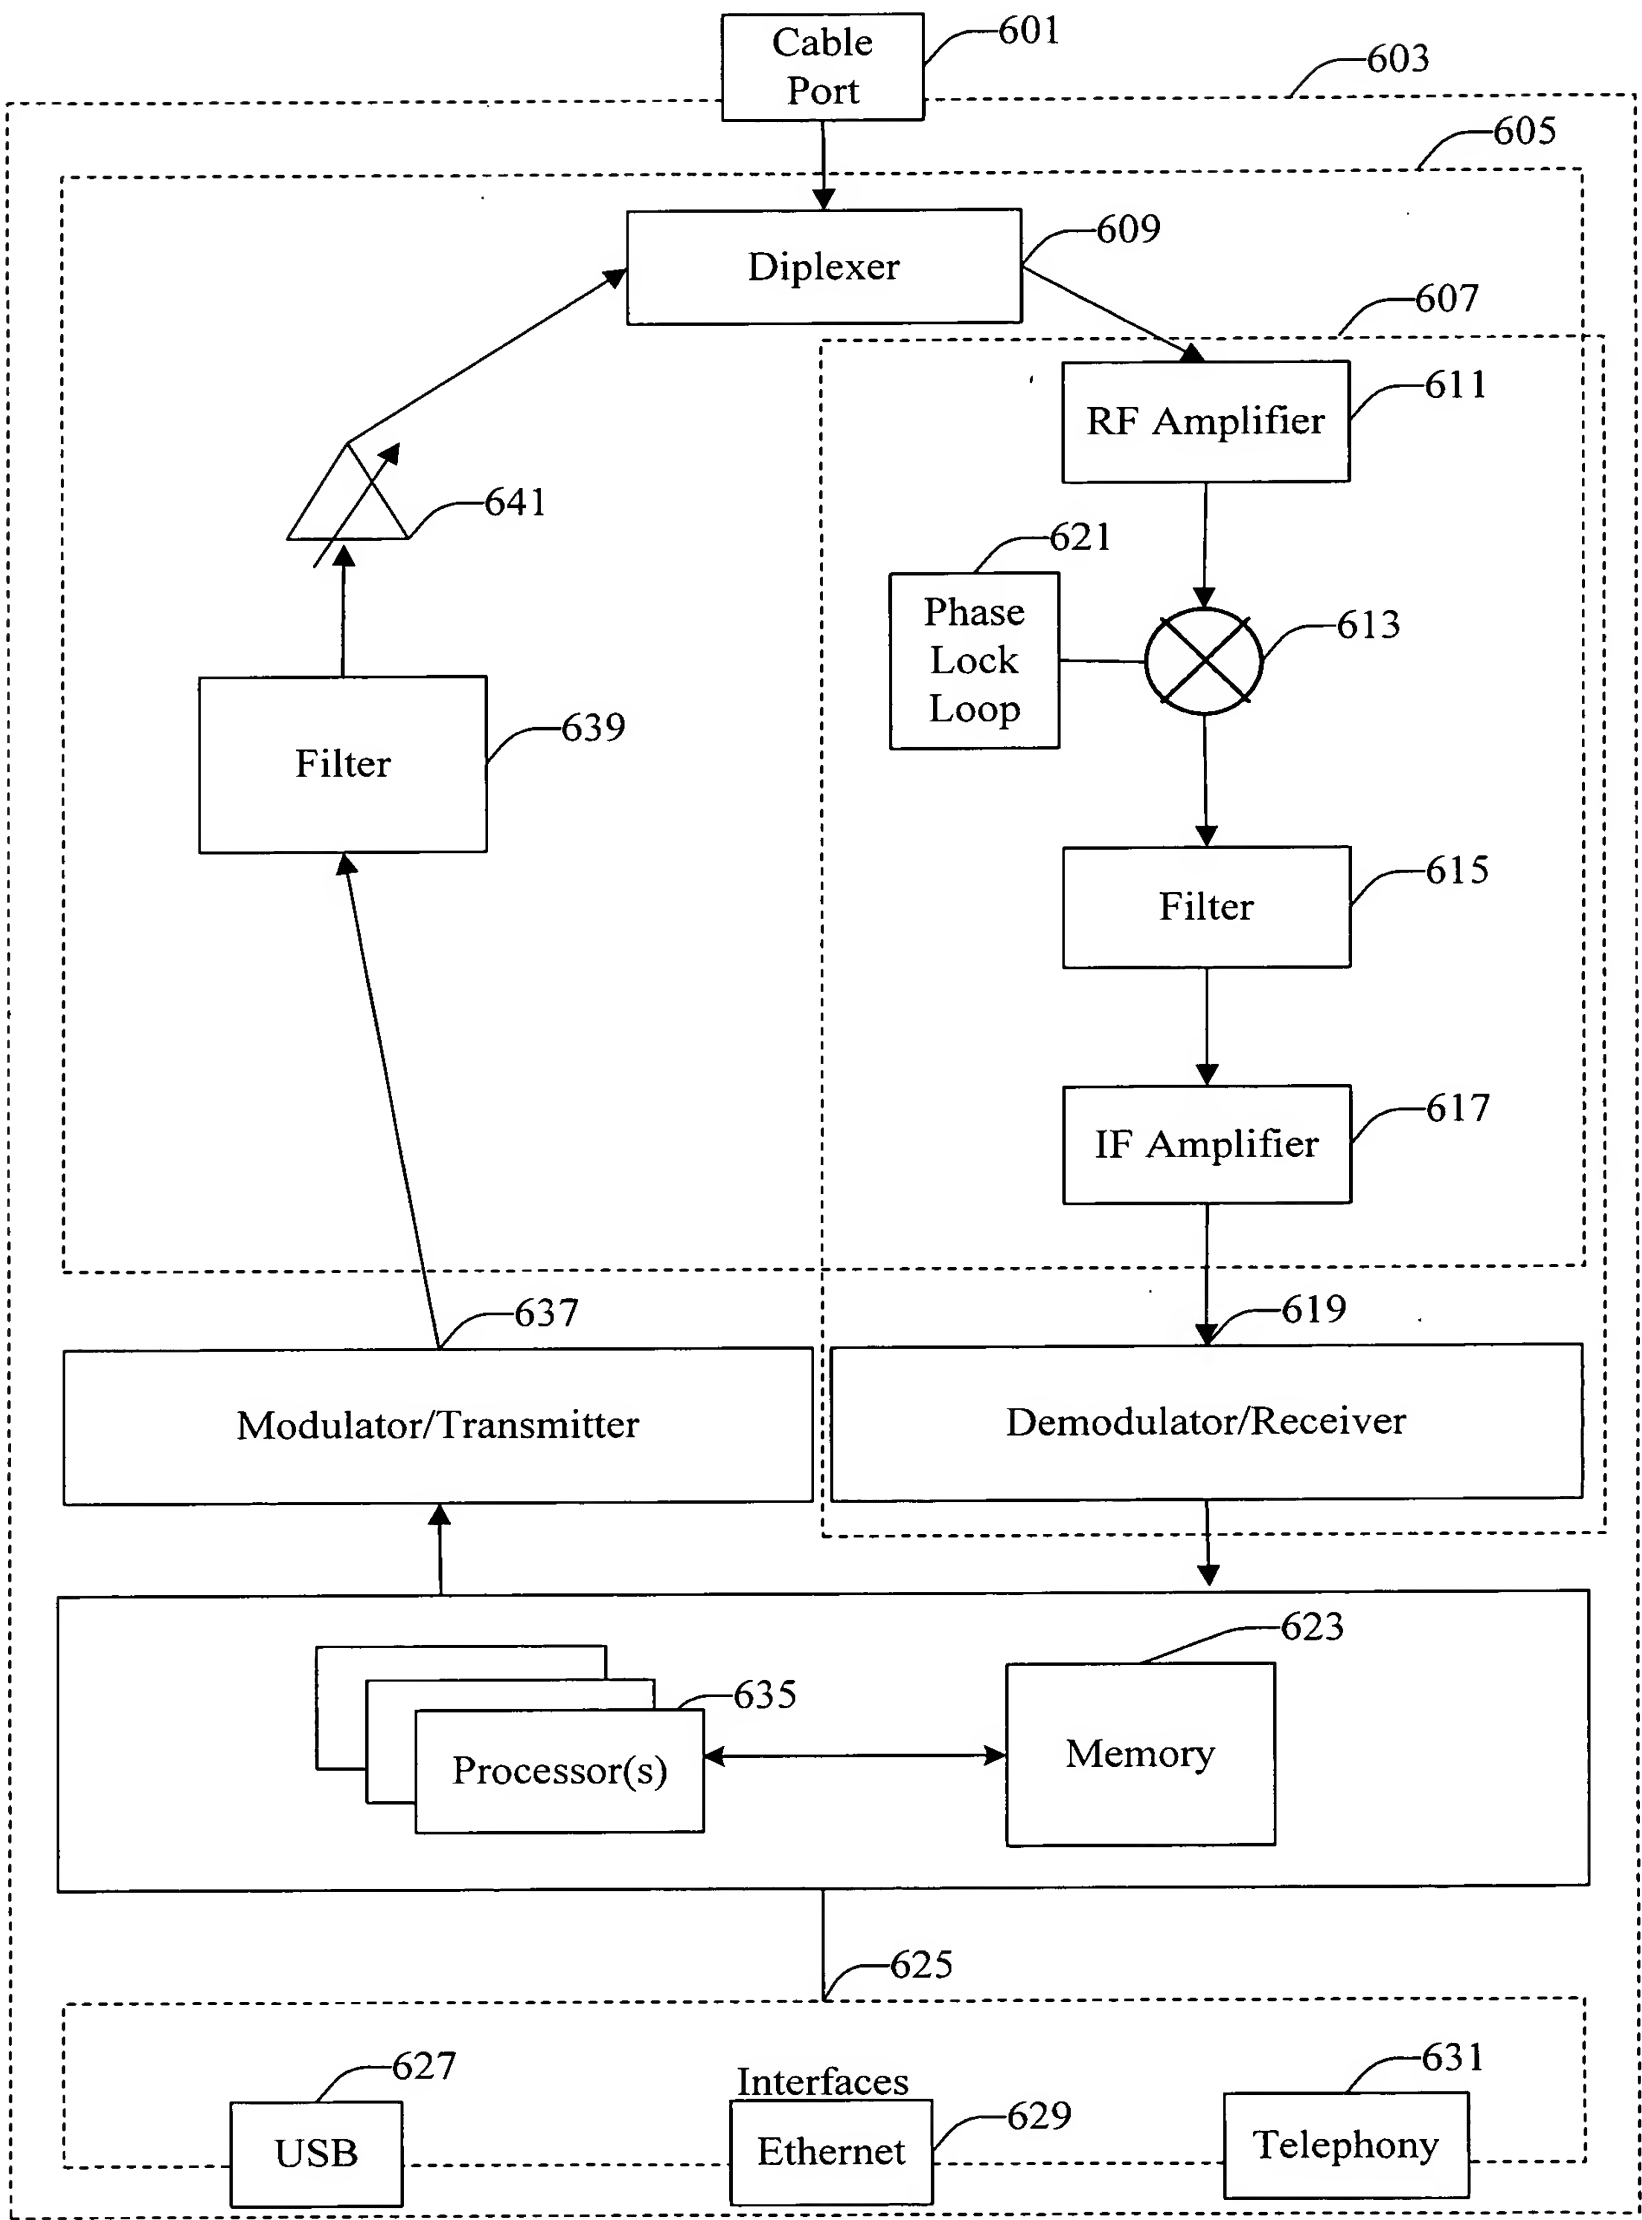 Cable
Port
601
603
605
Diplexer
609
607
RF Amplifier
611
641
621
Phase
Lock
Loop
613
Filter
639
Filter
615
IF Amplifier
617
637
619
Modulator/Transmitter
Demodulator/Receiver
623
635
Processor(s)
Memory
625
627
Interfaces
631
USB
Ethernet
629
Telephony